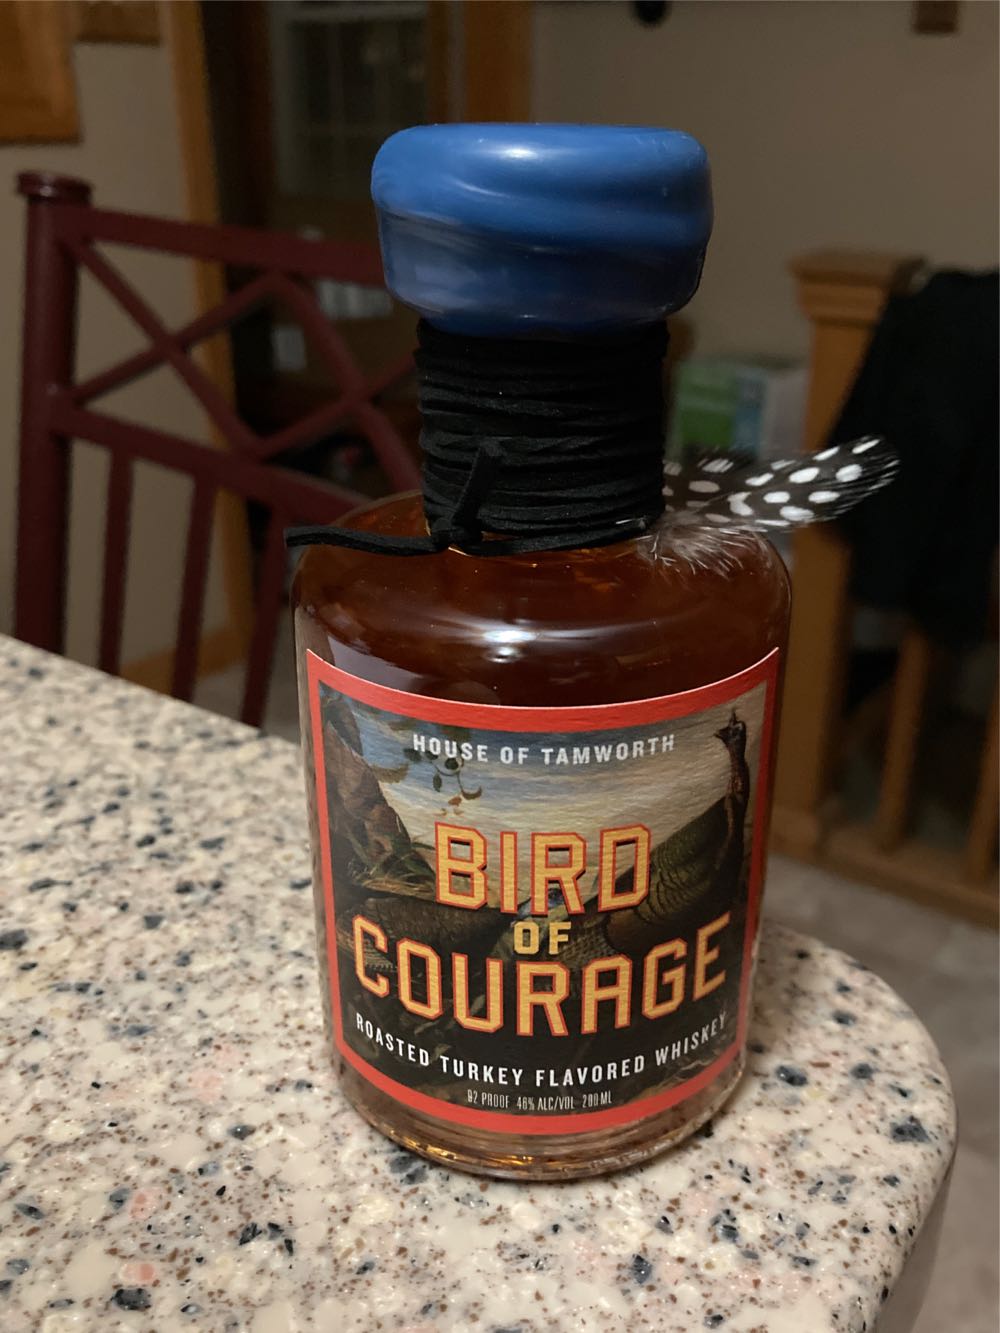 HOUSE OF TAMWORTH
BIRD
OF
COURAGE
ROASTED TURKEY FLAVORED WHISKEY
92 PROOF 46% ALC/VOL 200 ML